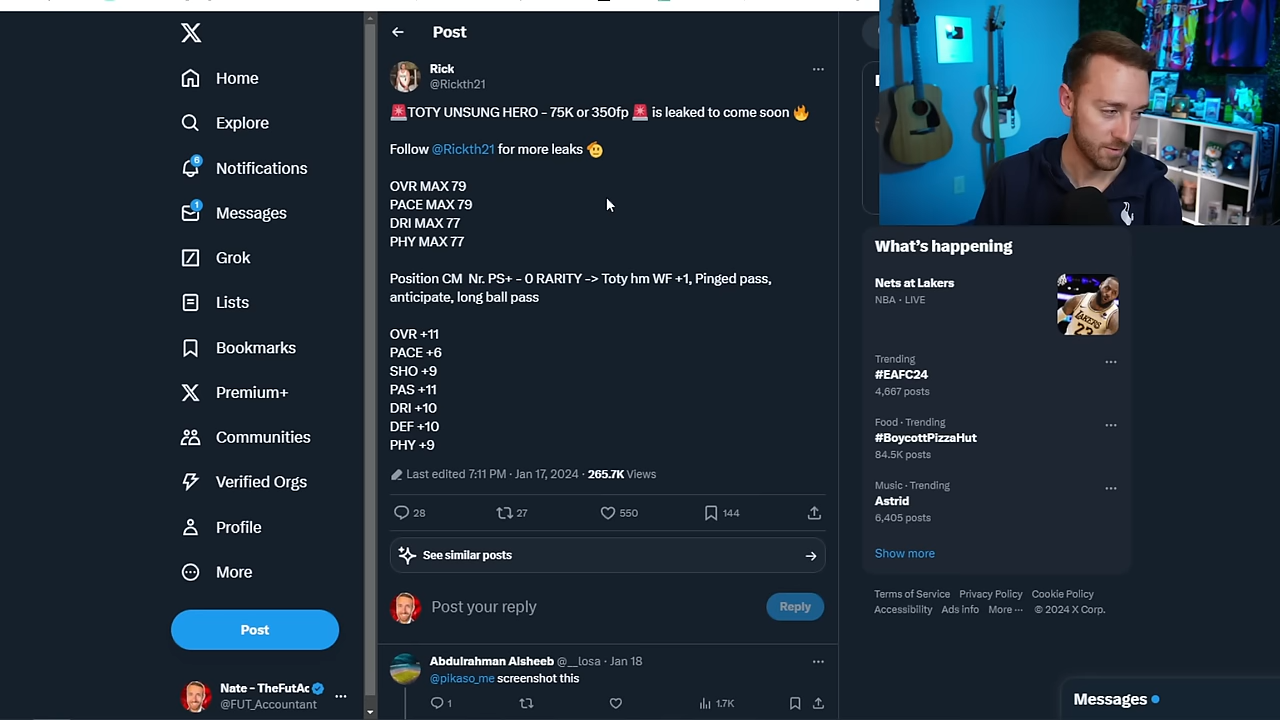 Post
Home
Explore
6
Notifications
1
Messages
Grok
Lists
Bookmarks
Premium+
Communities
Verified Orgs
Profile
More
Post
Nate - TheFutAc
@FUT_Accountant
Rick
@Rickth21
🚨TOTY UNSUNG HERO - 75K or 350fp 🚨 is leaked to come soon 🔥
Follow @Rickth21 for more leaks 🫡
OVR MAX 79
PACE MAX 79
DRI MAX 77
PHY MAX 77
Position CM Nr. PS+ - 0 RARITY -> Toty hm WF +1, Pinged pass,
anticipate, long ball pass
OVR +11
PACE +6
SHO +9
PAS +11
DRI +10
DEF +10
PHY +9
Last edited 7:11 PM · Jan 17, 2024 · 265.7K Views
28 27 550 144
See similar posts
Post your reply
Reply
Abdulrahman Alsheeb @__losa · Jan 18
@pikaso_me screenshot this
1 1.7K
What's happening
Nets at Lakers
NBA · LIVE
LAKERS
23
Trending
#EAFC24
4,667 posts
Food · Trending
#BoycottPizzaHut
84.5K posts
Music · Trending
Astrid
6,405 posts
Show more
Terms of Service Privacy Policy Cookie Policy
Accessibility Ads info More ··· © 2024 X Corp.
Messages